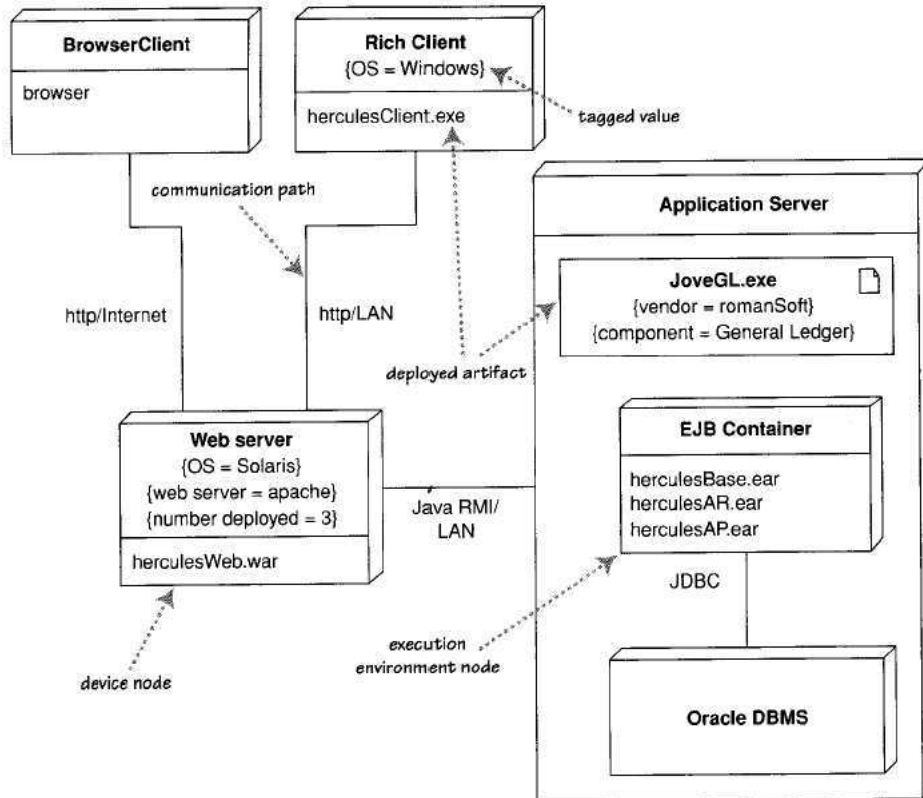 BrowserClient
browser
Rich Client
{OS = Windows}
herculesClient.exe
tagged value
communication path
http/Internet
http/LAN
deployed artifact
Application Server
JoveGL.exe
{vendor = romanSoft}
{component = General Ledger}
Web server
{OS = Solaris}
{web server = apache}
{number deployed = 3}
herculesWeb.war
Java RMI/
LAN
EJB Container
herculesBase.ear
herculesAR.ear
herculesAP.ear
JDBC
device node
execution
environment node
Oracle DBMS